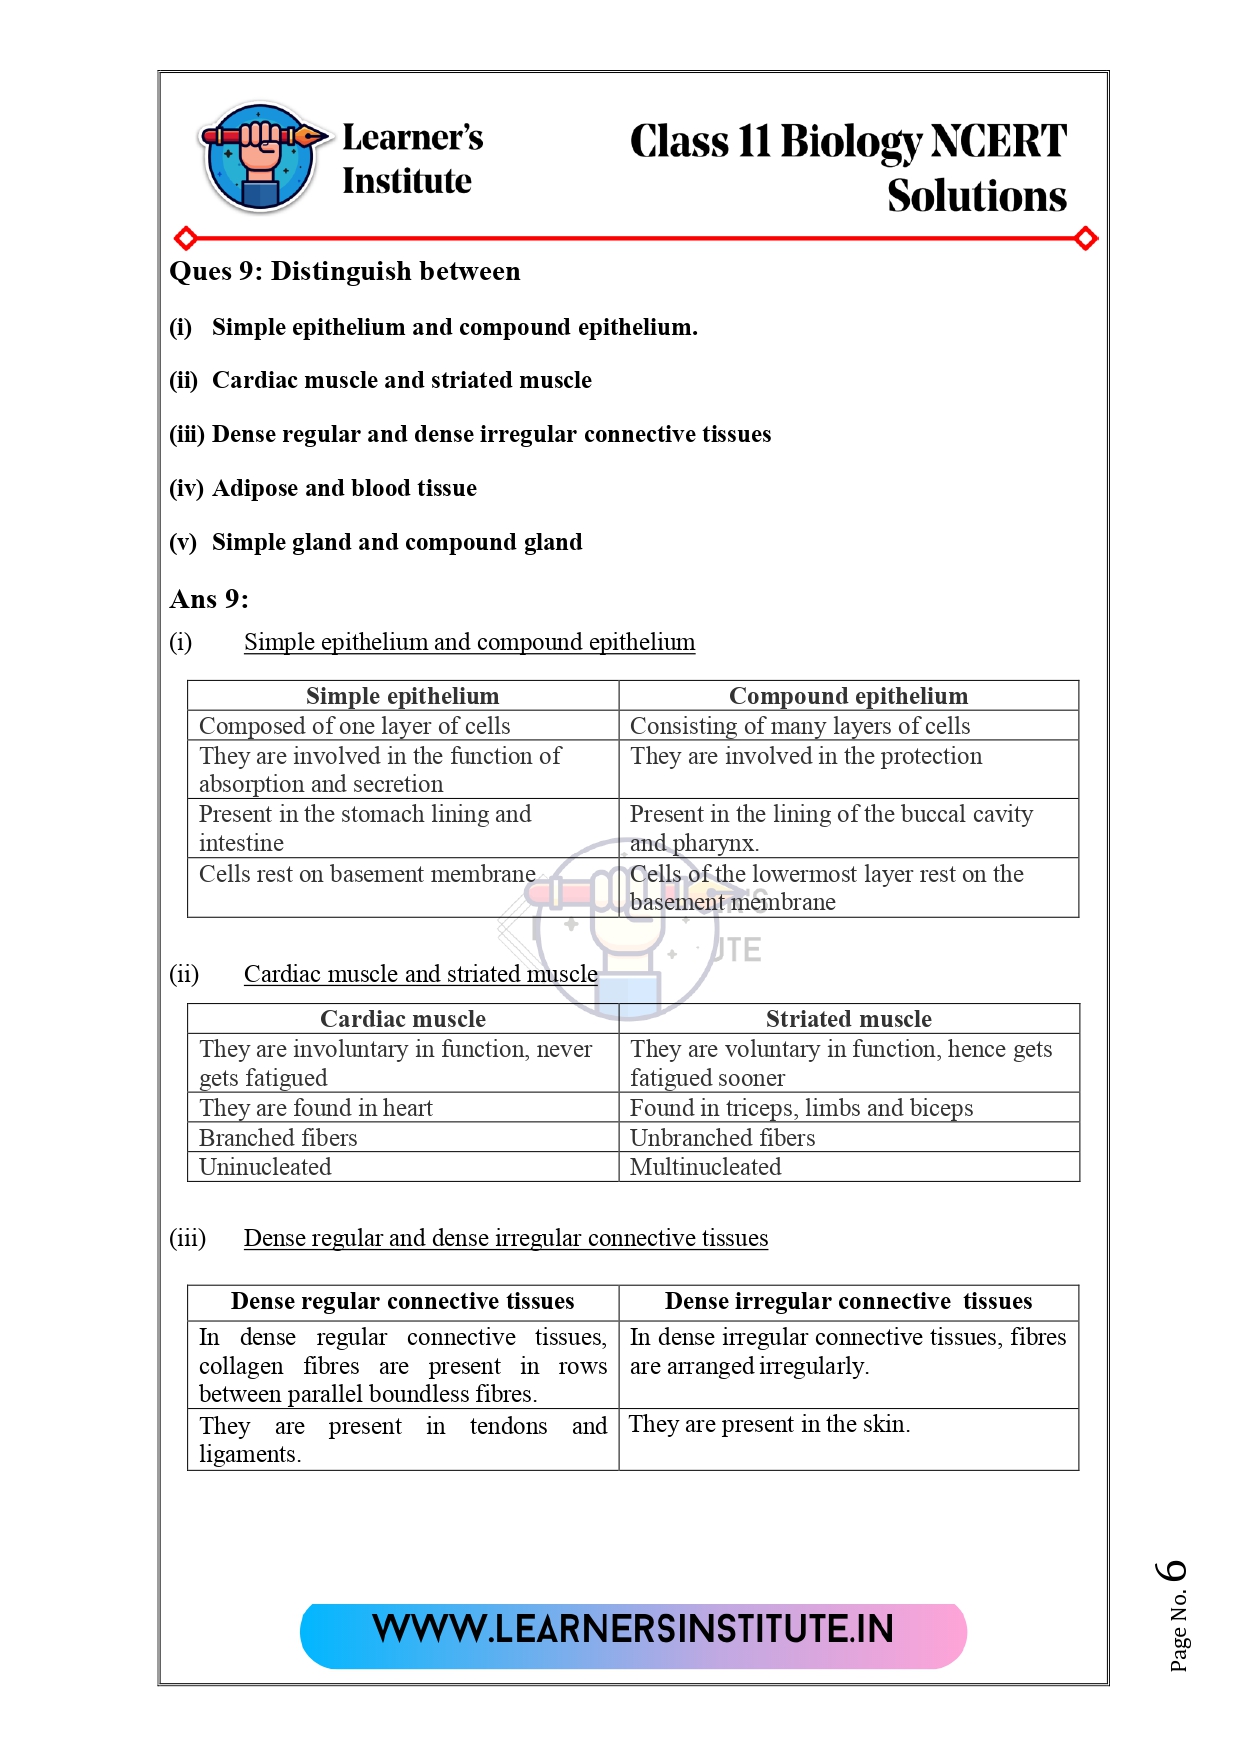 Learner's
Institute
Class 11 Biology NCERT
Solutions
Ques 9: Distinguish between
(i) Simple epithelium and compound epithelium.
(ii) Cardiac muscle and striated muscle
(iii) Dense regular and dense irregular connective tissues
(iv) Adipose and blood tissue
(v) Simple gland and compound gland
Ans 9:
(i) Simple epithelium and compound epithelium
Simple epithelium Compound epithelium
Composed of one layer of cells Consisting of many layers of cells
They are involved in the function of
absorption and secretion
They are involved in the protection
Present in the stomach lining and
intestine
Present in the lining of the buccal cavity
and pharynx.
Cells rest on basement membrane
Cells of the lowermost layer rest on the
basement membrane
(ii) Cardiac muscle and striated muscle
Cardiac muscle Striated muscle
They are involuntary in function, never
gets fatigued
They are voluntary in function, hence gets
fatigued sooner
They are found in heart Found in triceps, limbs and biceps
Branched fibers Unbranched fibers
Uninucleated Multinucleated
(iii) Dense regular and dense irregular connective tissues
Dense regular connective tissues Dense irregular connective tissues
In dense regular connective tissues,
collagen fibres are present in rows
between parallel boundless fibres.
In dense irregular connective tissues, fibres
are arranged irregularly.
They are present in tendons and
ligaments.
They are present in the skin.
WWW.LEARNERSINSTITUTE.IN
Page No. 6